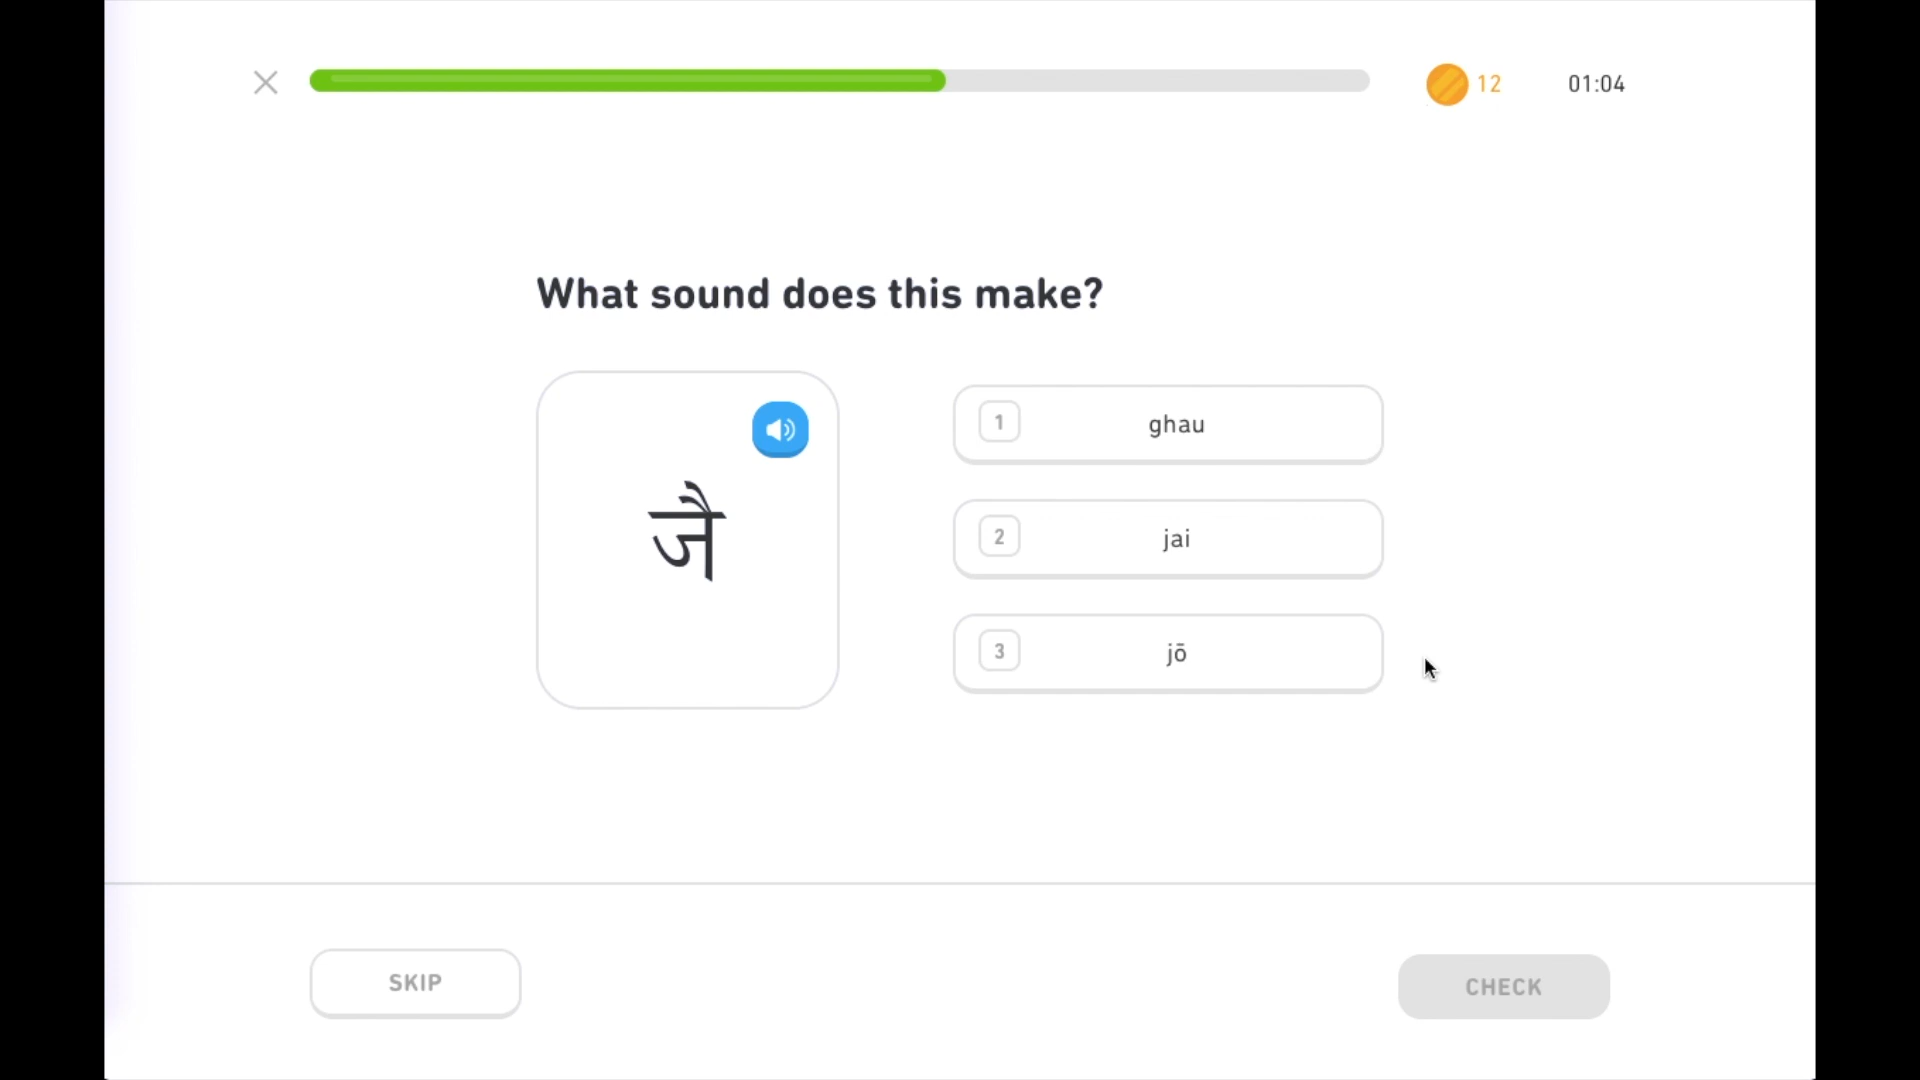 12
01:04
What sound does this make?
जै
1 ghau
2 jai
3 jō
SKIP
CHECK